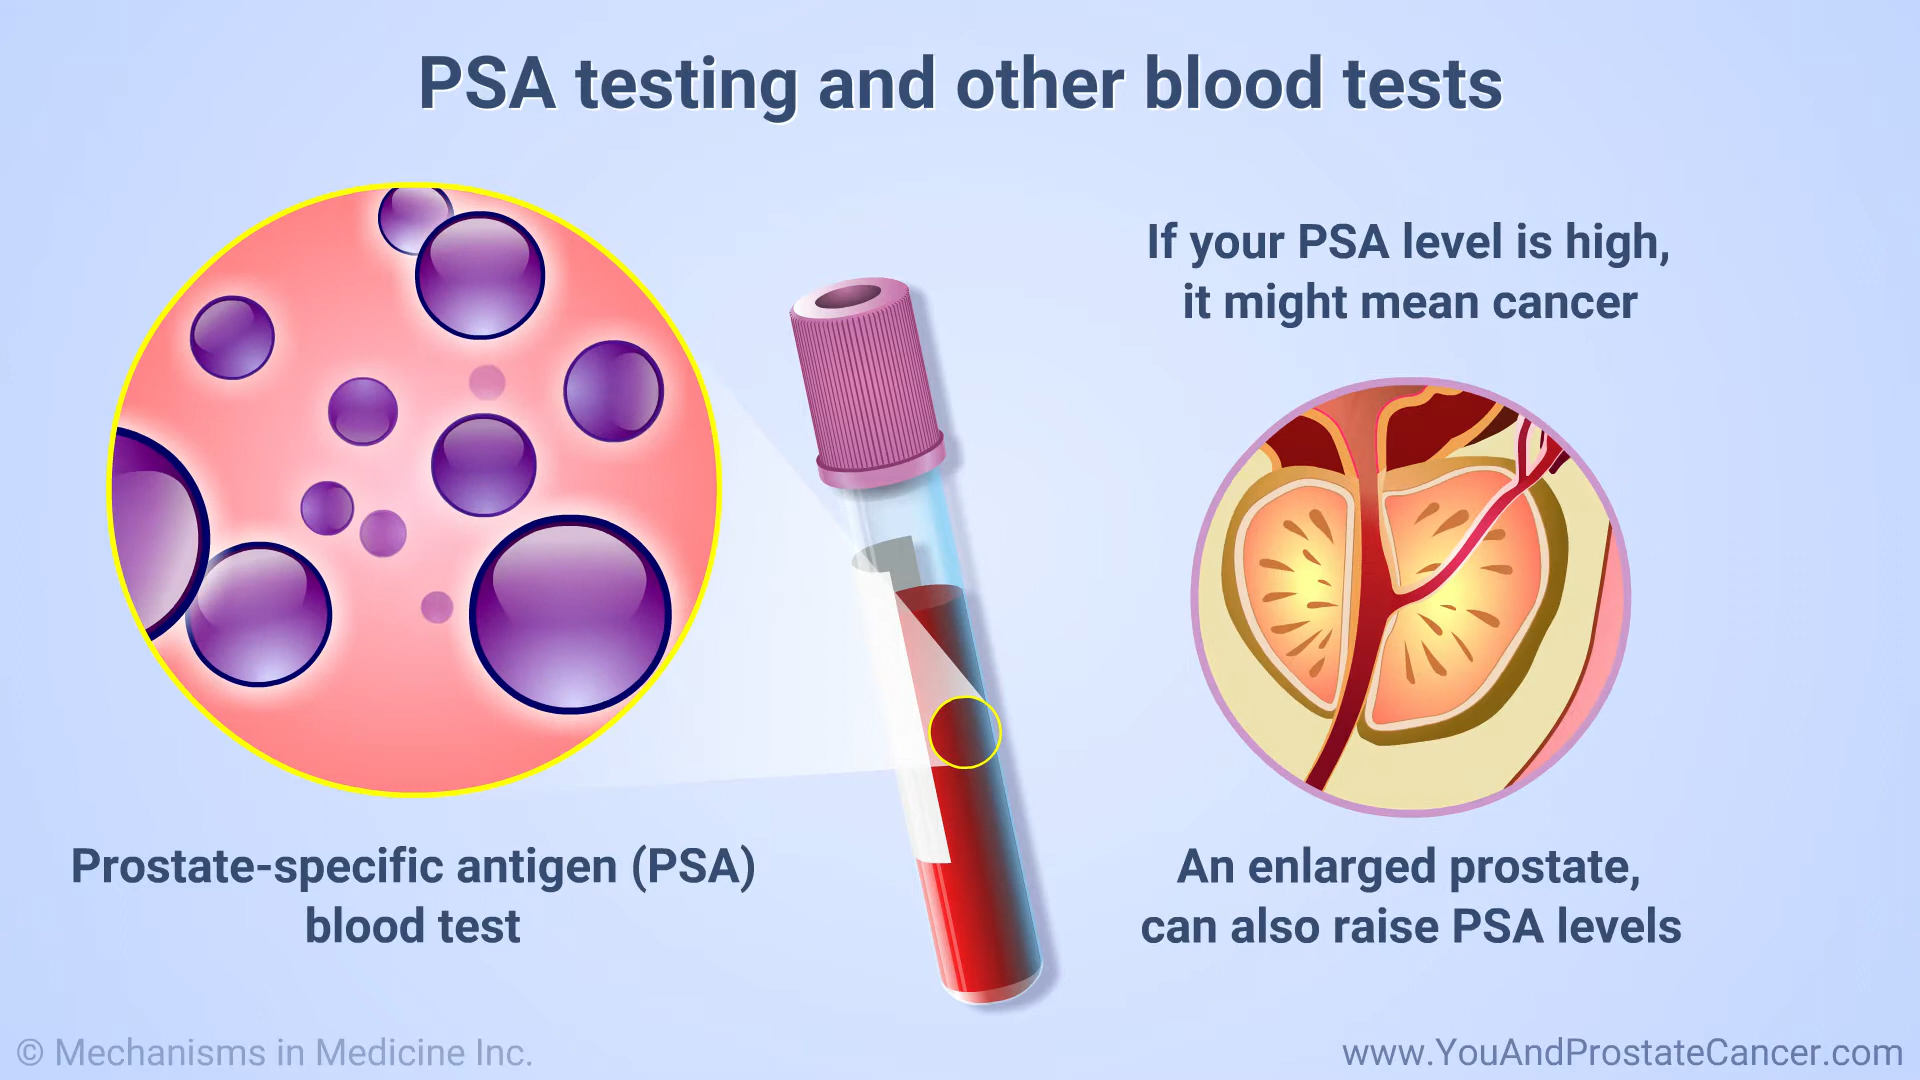 PSA testing and other blood tests
If your PSA level is high,
it might mean cancer
Prostate-specific antigen (PSA)
blood test
An enlarged prostate,
can also raise PSA levels
© Mechanisms in Medicine Inc.
www.YouAndProstateCancer.com